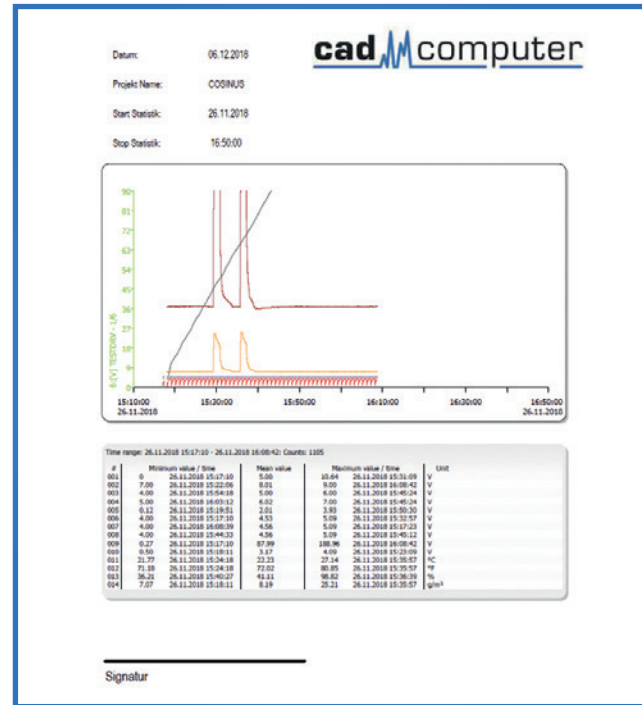 cad computer
Datum: 06.12.2018
Projekt Name: COSINUS
Start Statistik: 26.11.2018
Stop Statistik: 16:50:00
90
81
72
63
54
45
36
27
18
9
0
6:[V] TESTDRV - 1/6
15:10:00 15:30:00 15:50:00 16:10:00 16:30:00 16:50:00
26.11.2018 26.11.2018
Time range: 26.11.2018 15:17:10 - 26.11.2018 16:08:42: Counts: 1105
# Minimum value / time Mean value Maximum value / time Unit
001 0 26.11.2018 15:17:10 5.00 10.64 26.11.2018 15:31:09 V
002 7.00 26.11.2018 15:22:06 8.01 9.00 26.11.2018 16:08:42 V
003 4.00 26.11.2018 15:54:18 5.00 6.00 26.11.2018 15:45:24 V
004 5.00 26.11.2018 16:03:12 6.02 7.00 26.11.2018 15:45:24 V
005 0.12 26.11.2018 15:19:51 2.01 3.93 26.11.2018 15:50:30 V
006 4.00 26.11.2018 15:17:10 4.53 5.09 26.11.2018 15:32:57 V
007 4.00 26.11.2018 16:08:39 4.56 5.09 26.11.2018 15:17:23 V
008 4.00 26.11.2018 15:44:33 4.56 5.09 26.11.2018 15:45:12 V
009 0.27 26.11.2018 15:17:10 87.99 188.96 26.11.2018 16:08:42 V
010 0.50 26.11.2018 15:18:11 3.17 4.09 26.11.2018 15:23:09 V
011 21.77 26.11.2018 15:24:18 22.23 27.14 26.11.2018 15:35:57 °C
012 71.18 26.11.2018 15:24:18 72.02 80.85 26.11.2018 15:35:57 °F
013 36.21 26.11.2018 15:40:27 41.11 98.82 26.11.2018 15:36:39 %
014 7.07 26.11.2018 15:18:11 8.19 25.21 26.11.2018 15:35:57 g/m³
Signatur